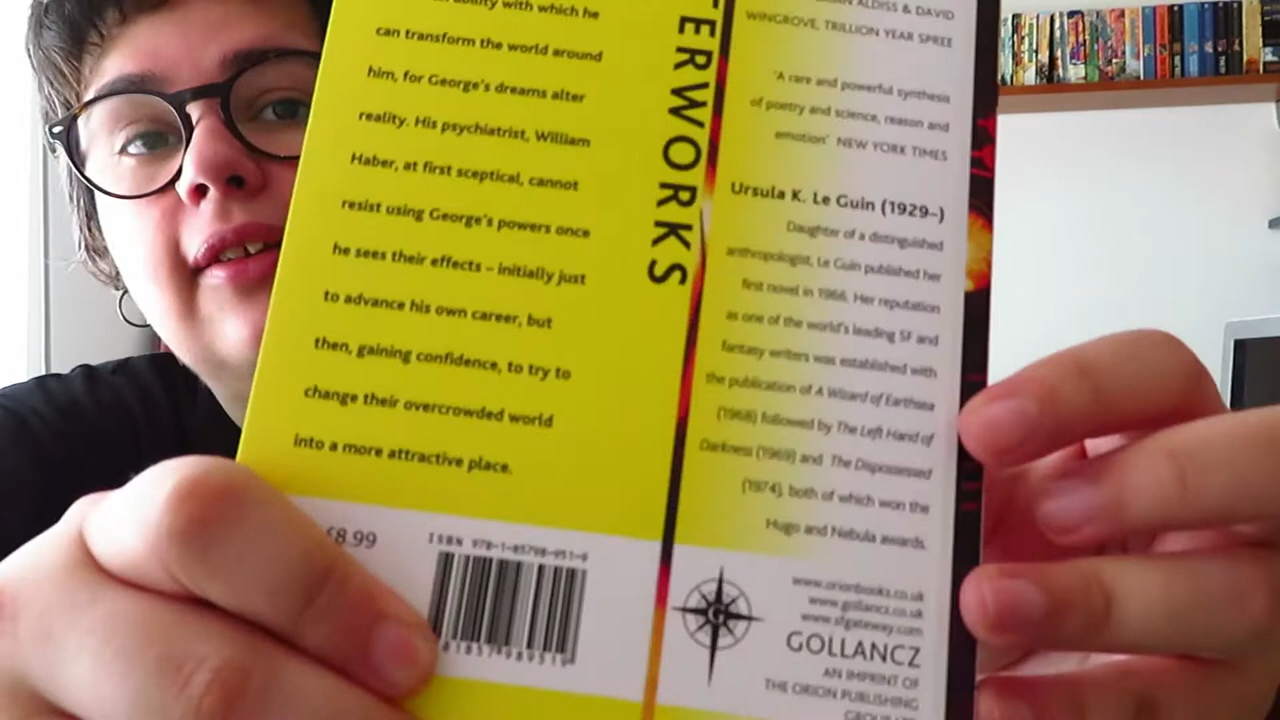 ability with which he
can transform the world around
him, for George's dreams alter
reality. His psychiatrist, William
Haber, at first sceptical, cannot
resist using George's powers once
he sees their effects – initially just
to advance his own career, but
then, gaining confidence, to try to
change their overcrowded world
into a more attractive place.
£8.99
ISBN 978-1-85798-951-9
81857 989519
TERWORKS
ALDISS & DAVID
WINGROVE, TRILLION YEAR SPREE
'A rare and powerful synthesis
of poetry and science, reason and
emotion' NEW YORK TIMES
Ursula K. Le Guin (1929–)
Daughter of a distinguished
anthropologist, Le Guin published her
first novel in 1966. Her reputation
as one of the world's leading SF and
fantasy writers was established with
the publication of A Wizard of Earthsea
(1968) followed by The Left Hand of
Darkness (1969) and The Dispossessed
(1974), both of which won the
Hugo and Nebula awards.
www.orionbooks.co.uk
www.gollancz.co.uk
www.sfgateway.com
G
GOLLANCZ
AN IMPRINT OF
THE ORION PUBLISHING
GROUP LTD